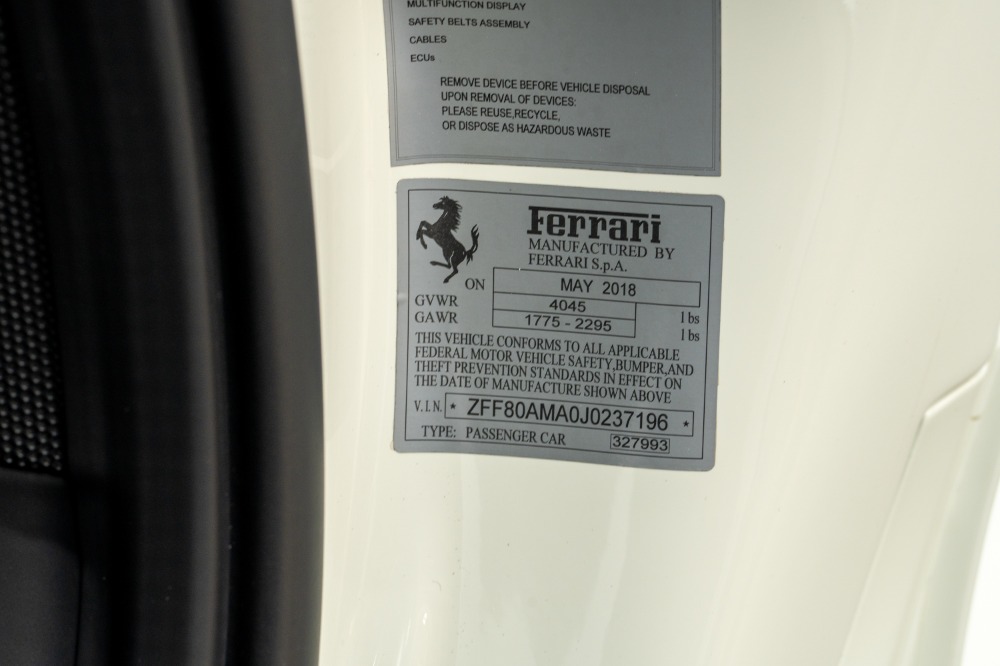 MULTIFUNCTION DISPLAY
SAFETY BELTS ASSEMBLY
CABLES
ECUs
REMOVE DEVICE BEFORE VEHICLE DISPOSAL
UPON REMOVAL OF DEVICES:
PLEASE REUSE,RECYCLE,
OR DISPOSE AS HAZARDOUS WASTE
Ferrari
MANUFACTURED BY
FERRARI S.p.A.
ON MAY 2018
GVWR 4045 lbs
GAWR 1775 - 2295 lbs
THIS VEHICLE CONFORMS TO ALL APPLICABLE
FEDERAL MOTOR VEHICLE SAFETY,BUMPER,AND
THEFT PREVENTION STANDARDS IN EFFECT ON
THE DATE OF MANUFACTURE SHOWN ABOVE
V.I.N. * ZFF80AMA0J0237196 *
TYPE: PASSENGER CAR 327993